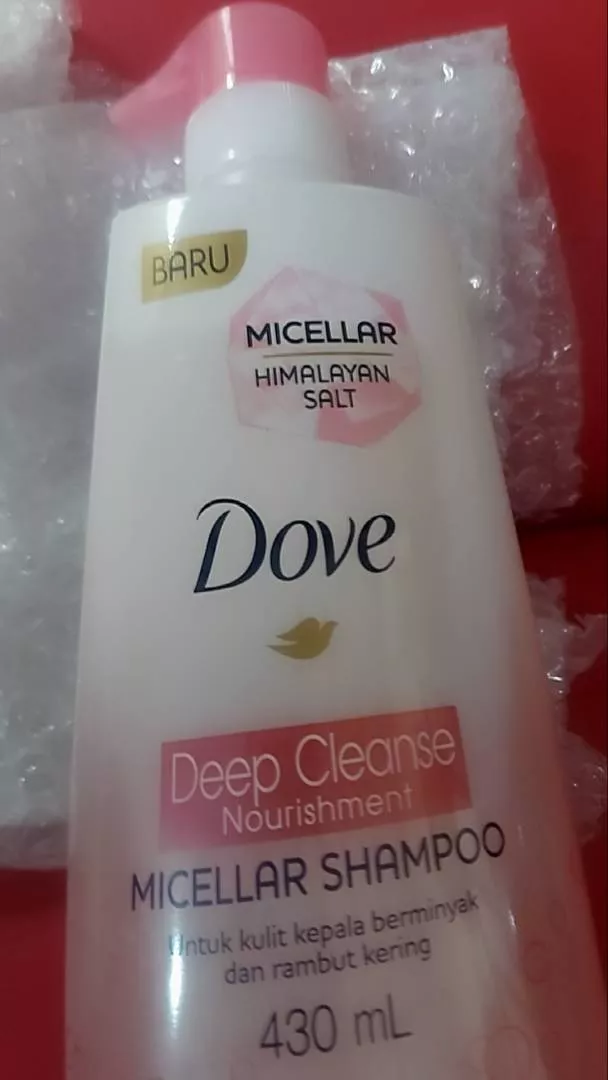 BARU
MICELLAR
HIMALAYAN
SALT
Dove
Deep Cleanse
Nourishment
MICELLAR SHAMPOO
Untuk kulit kepala berminyak
dan rambut kering
430 mL